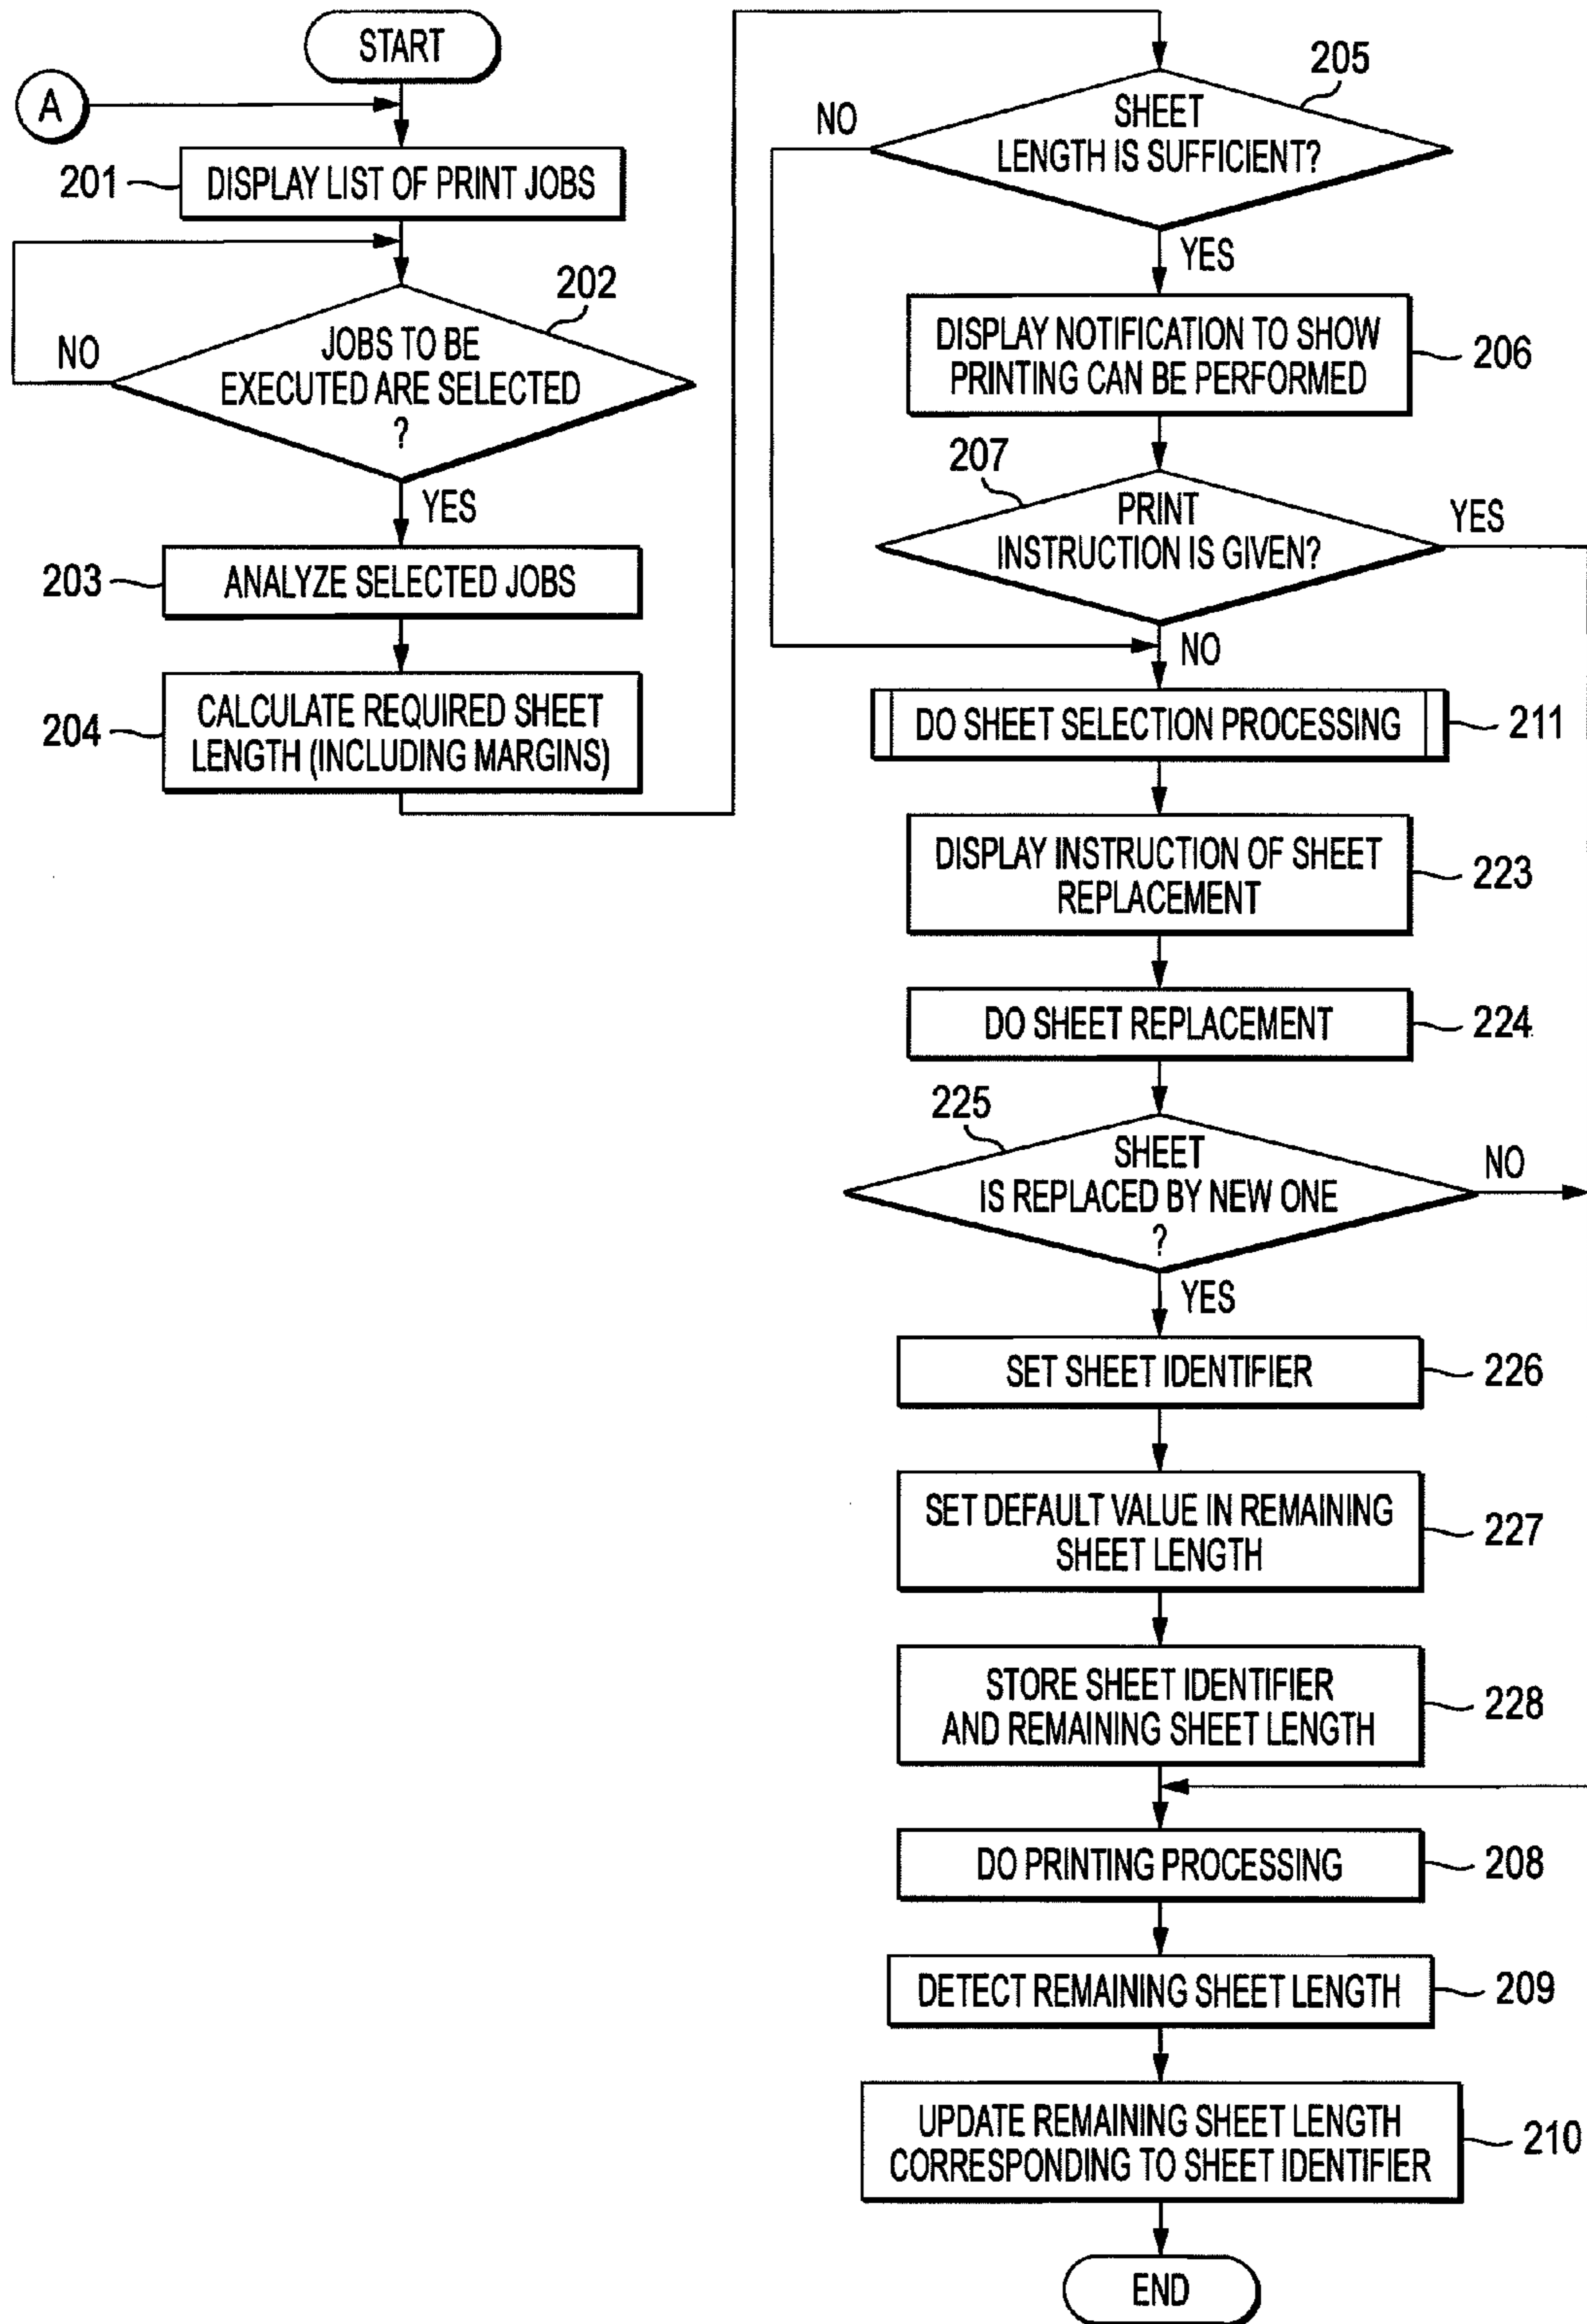 START
A
201
DISPLAY LIST OF PRINT JOBS
202
JOBS TO BE
EXECUTED ARE SELECTED
?
NO
YES
203
ANALYZE SELECTED JOBS
204
CALCULATE REQUIRED SHEET
LENGTH (INCLUDING MARGINS)
205
SHEET
LENGTH IS SUFFICIENT?
NO
YES
DISPLAY NOTIFICATION TO SHOW
PRINTING CAN BE PERFORMED
206
207
PRINT
INSTRUCTION IS GIVEN?
YES
NO
DO SHEET SELECTION PROCESSING
211
DISPLAY INSTRUCTION OF SHEET
REPLACEMENT
223
DO SHEET REPLACEMENT
224
225
SHEET
IS REPLACED BY NEW ONE
?
NO
YES
SET SHEET IDENTIFIER
226
SET DEFAULT VALUE IN REMAINING
SHEET LENGTH
227
STORE SHEET IDENTIFIER
AND REMAINING SHEET LENGTH
228
DO PRINTING PROCESSING
208
DETECT REMAINING SHEET LENGTH
209
UPDATE REMAINING SHEET LENGTH
CORRESPONDING TO SHEET IDENTIFIER
210
END